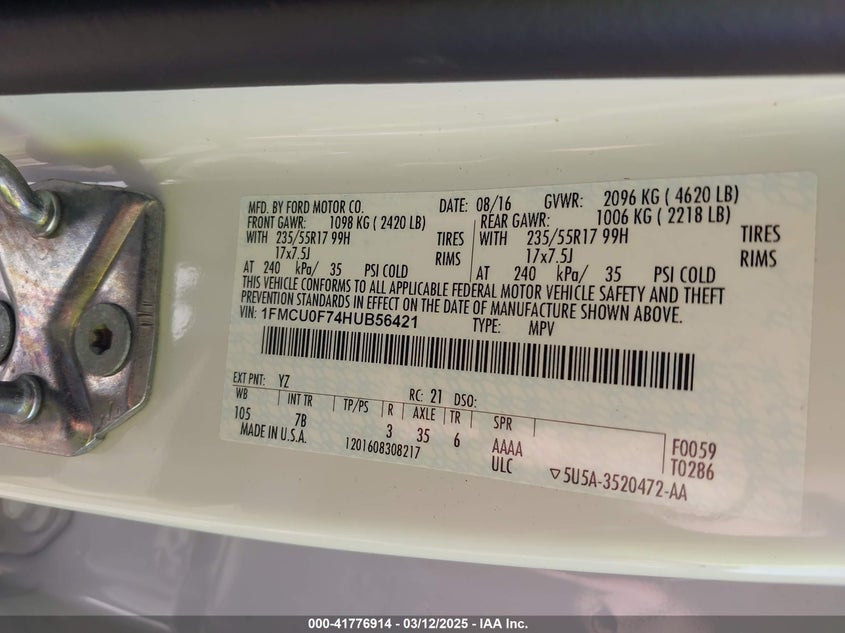 MFD. BY FORD MOTOR CO. DATE: 08/16 GVWR: 2096 KG ( 4620 LB)
FRONT GAWR: 1098 KG ( 2420 LB) REAR GAWR: 1006 KG ( 2218 LB)
WITH 235/55R17 99H TIRES WITH 235/55R17 99H TIRES
17x7.5J RIMS 17x7.5J RIMS
AT 240 kPa/ 35 PSI COLD AT 240 kPa/ 35 PSI COLD
THIS VEHICLE CONFORMS TO ALL APPLICABLE FEDERAL MOTOR VEHICLE SAFETY AND THEFT
PREVENTION STANDARDS IN EFFECT ON THE DATE OF MANUFACTURE SHOWN ABOVE.
VIN: 1FMCU0F74HUB56421 TYPE: MPV
EXT PNT: YZ RC: 21 DSO:
WB INT TR TP/PS R AXLE TR SPR
105 7B 3 35 6 AAAA F0059
MADE IN U.S.A. 1201608308217 ULC T0286
▽5U5A-3520472-AA
000-41776914 - 03/12/2025 - IAA Inc.